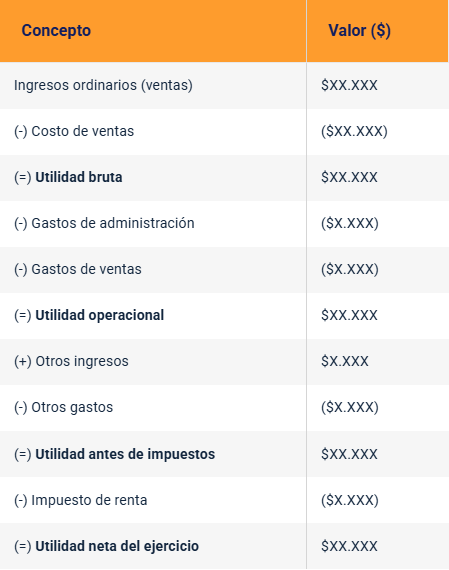 Concepto Valor ($)
Ingresos ordinarios (ventas) $XX.XXX
(-) Costo de ventas ($XX.XXX)
(=) Utilidad bruta $XX.XXX
(-) Gastos de administración ($X.XXX)
(-) Gastos de ventas ($X.XXX)
(=) Utilidad operacional $XX.XXX
(+) Otros ingresos $X.XXX
(-) Otros gastos ($X.XXX)
(=) Utilidad antes de impuestos $XX.XXX
(-) Impuesto de renta ($X.XXX)
(=) Utilidad neta del ejercicio $XX.XXX